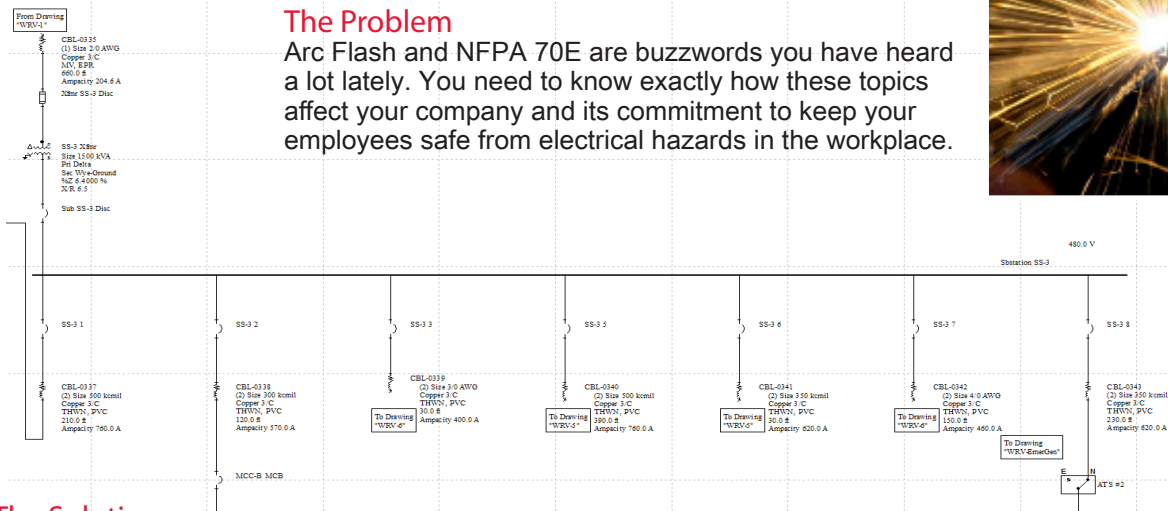 The Problem
Arc Flash and NFPA 70E are buzzwords you have heard
a lot lately. You need to know exactly how these topics
affect your company and its commitment to keep your
employees safe from electrical hazards in the workplace.
From Drawing
"WRV-1"
CBL-0335
(1) Size 2/0 AWG
Copper 3/C
MV, EPR
660.0 ft
Ampacity 204.6 A
Xfmr SS-3 Disc
SS-3 Xfmr
Size 1500 kVA
Pri Delta
Sec Wye-Ground
%Z 6.4000 %
X/R 6.5
Sub SS-3 Disc
480.0 V
Sbstation SS-3
SS-3 1
SS-3 2
SS-3 3
SS-3 5
SS-3 6
SS-3 7
SS-3 8
CBL-0337
(2) Size 500 kcmil
Copper 3/C
THWN, PVC
210.0 ft
Ampacity 760.0 A
CBL-0338
(2) Size 300 kcmil
Copper 3/C
THWN, PVC
120.0 ft
Ampacity 570.0 A
CBL-0339
(2) Size 3/0 AWG
Copper 3/C
THWN, PVC
30.0 ft
Ampacity 400.0 A
To Drawing
"WRV-6"
CBL-0340
(2) Size 500 kcmil
Copper 3/C
THWN, PVC
390.0 ft
Ampacity 760.0 A
To Drawing
"WRV-5"
CBL-0341
(2) Size 350 kcmil
Copper 3/C
THWN, PVC
30.0 ft
Ampacity 620.0 A
To Drawing
"WRV-5"
CBL-0342
(2) Size 4/0 AWG
Copper 3/C
THWN, PVC
150.0 ft
Ampacity 460.0 A
To Drawing
"WRV-6"
CBL-0343
(2) Size 350 kcmil
Copper 3/C
THWN, PVC
230.0 ft
Ampacity 620.0 A
To Drawing
"WRV-EmerGen"
MCC-B MCB
E N
ATS #2